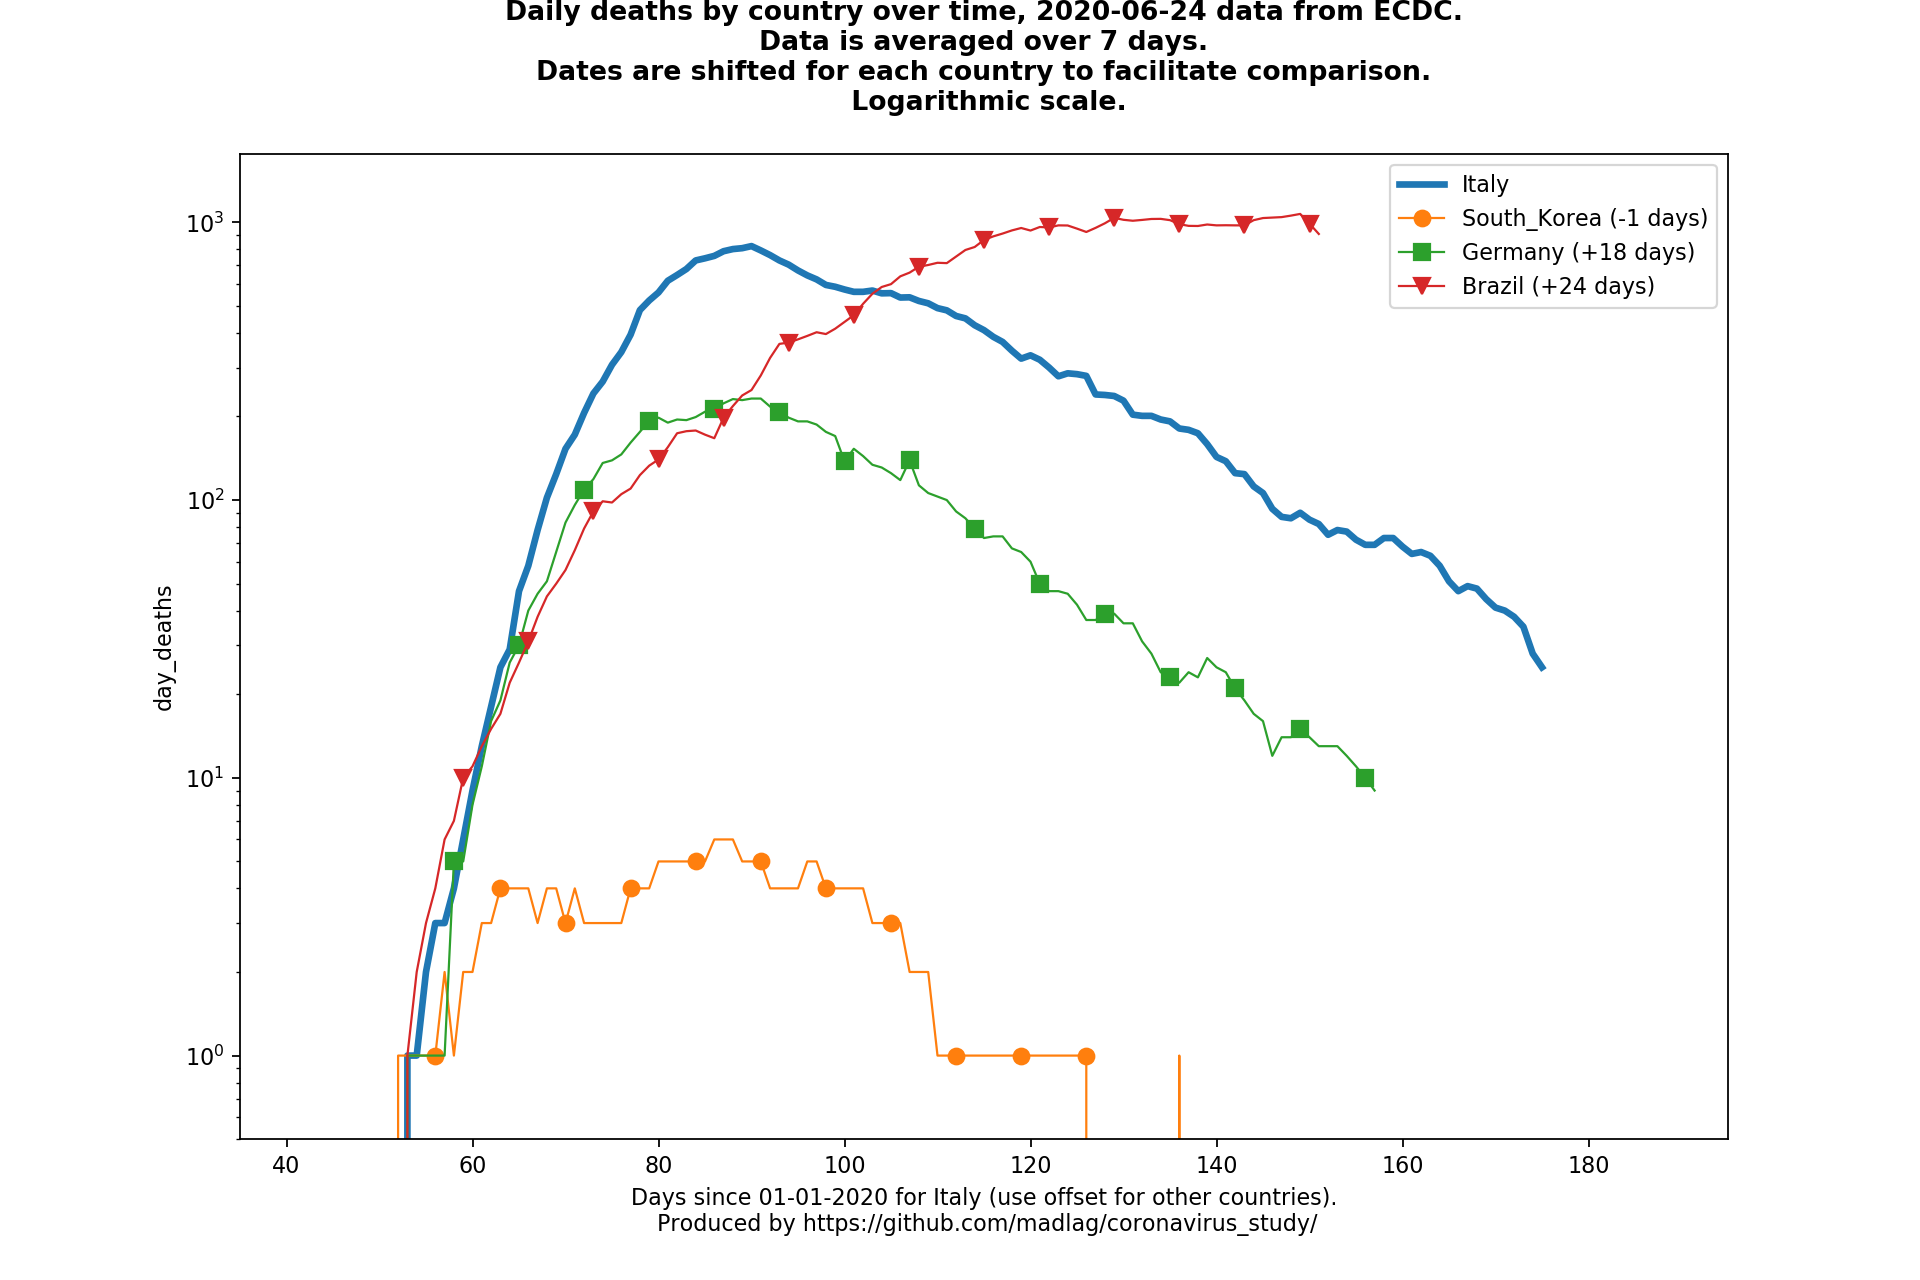 Daily deaths by country over time, 2020-06-24 data from ECDC.
Data is averaged over 7 days.
Dates are shifted for each country to facilitate comparison.
Logarithmic scale.
Italy
South_Korea (-1 days)
Germany (+18 days)
Brazil (+24 days)
10³
10²
10¹
10⁰
day_deaths
40 60 80 100 120 140 160 180
Days since 01-01-2020 for Italy (use offset for other countries).
Produced by https://github.com/madlag/coronavirus_study/